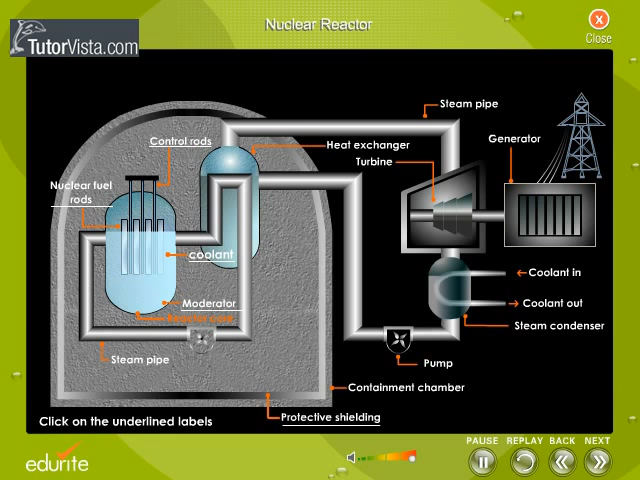 Nuclear Reactor
TutorVista.com
Close
Steam pipe
Control rods
Heat exchanger
Generator
Turbine
Nuclear fuel
rods
coolant
Coolant in
Moderator
Coolant out
Reactor core
Steam condenser
Steam pipe
Pump
Containment chamber
Protective shielding
Click on the underlined labels
PAUSE REPLAY BACK NEXT
edurite